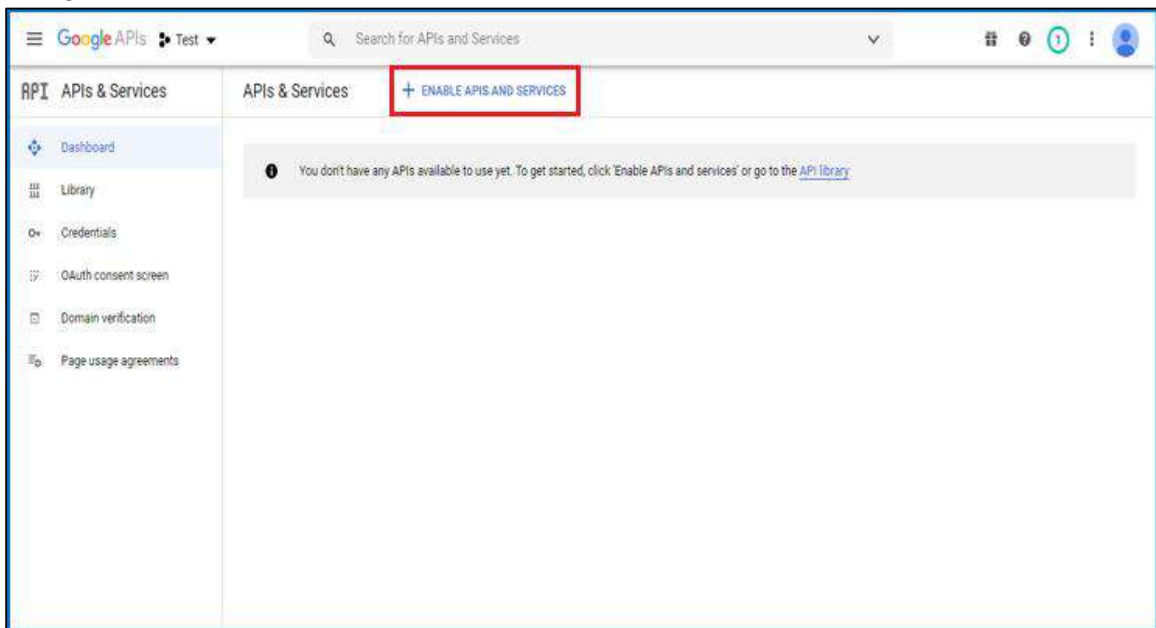 Google APIs Test
Search for APIs and Services
1
API APIs & Services
APIs & Services
+ ENABLE APIS AND SERVICES
Dashboard
You don't have any APIs available to use yet. To get started, click 'Enable APIs and services' or go to the API library
Library
Credentials
OAuth consent screen
Domain verification
Page usage agreements